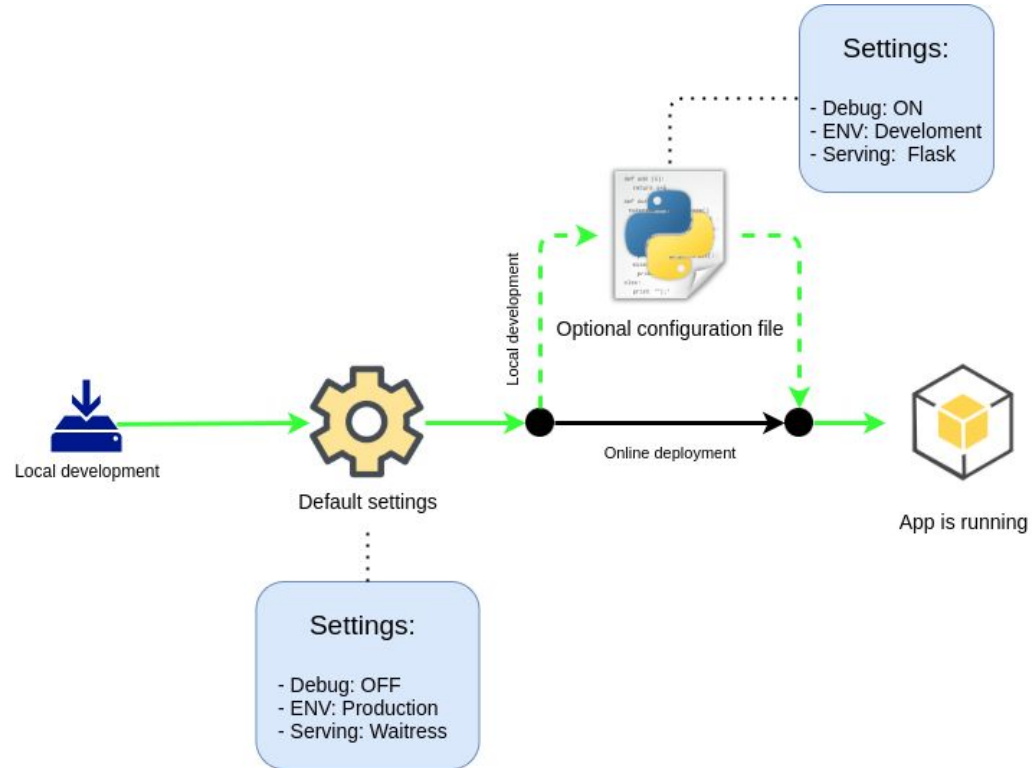 Settings:
- Debug: ON
- ENV: Develoment
- Serving: Flask
Local development
Optional configuration file
Local development
Default settings
Online deployment
App is running
Settings:
- Debug: OFF
- ENV: Production
- Serving: Waitress